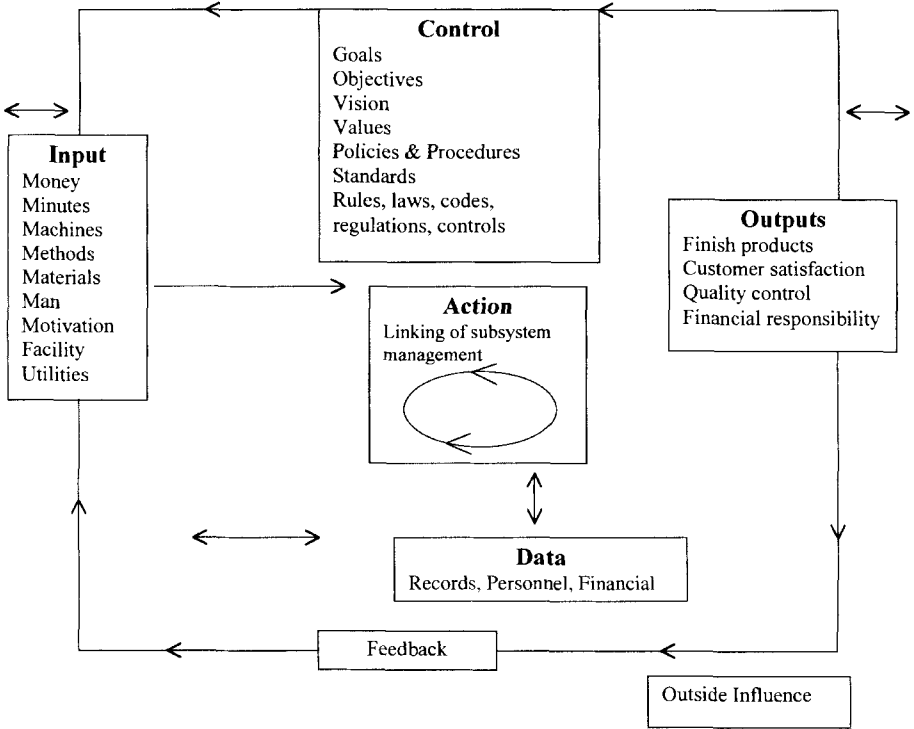 Control
Goals
Objectives
Vision
Values
Policies & Procedures
Standards
Rules, laws, codes,
regulations, controls
Input
Money
Minutes
Machines
Methods
Materials
Man
Motivation
Facility
Utilities
Outputs
Finish products
Customer satisfaction
Quality control
Financial responsibility
Action
Linking of subsystem
management
Data
Records, Personnel, Financial
Feedback
Outside Influence